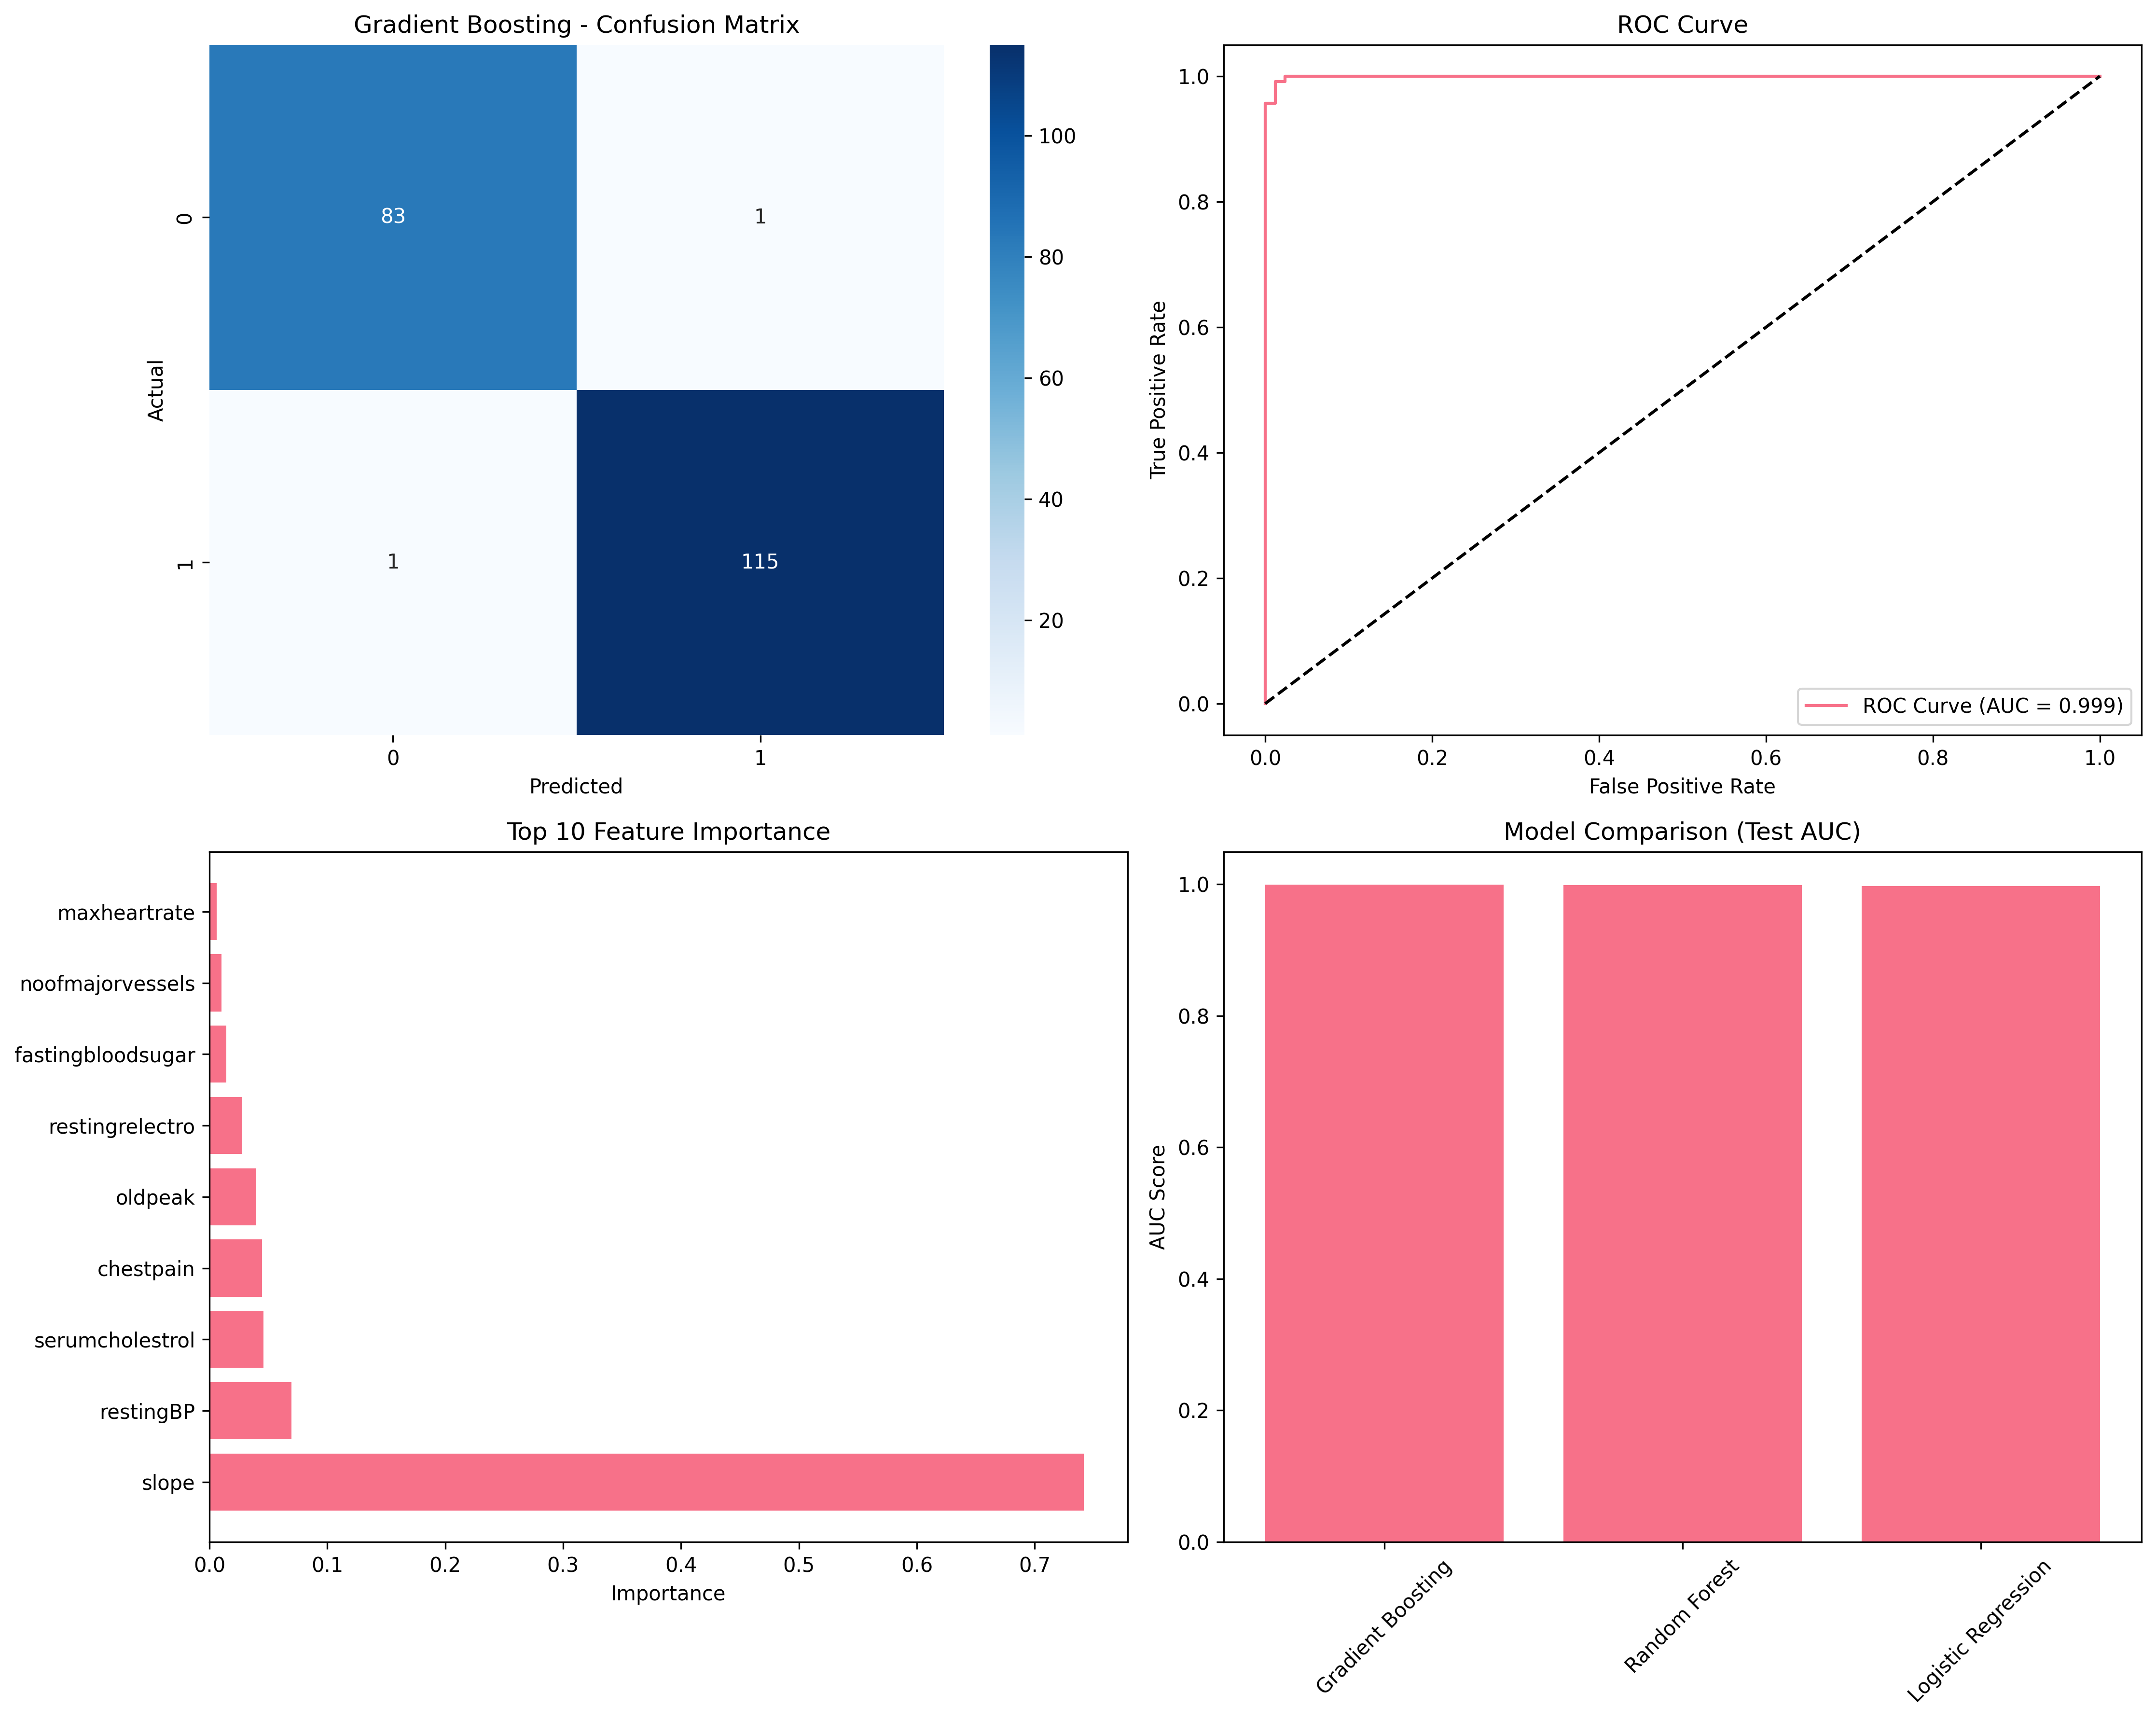 Gradient Boosting - Confusion Matrix
0
83
1
Actual
1
1
115
0
1
Predicted
100
80
60
40
20
ROC Curve
True Positive Rate
1.0
0.8
0.6
0.4
0.2
0.0
ROC Curve (AUC = 0.999)
0.0
0.2
0.4
0.6
0.8
1.0
False Positive Rate
Top 10 Feature Importance
maxheartrate
noofmajorvessels
fastingbloodsugar
restingrelectro
oldpeak
chestpain
serumcholestrol
restingBP
slope
0.0
0.1
0.2
0.3
0.4
0.5
0.6
0.7
Importance
Model Comparison (Test AUC)
AUC Score
1.0
0.8
0.6
0.4
0.2
0.0
Gradient Boosting
Random Forest
Logistic Regression